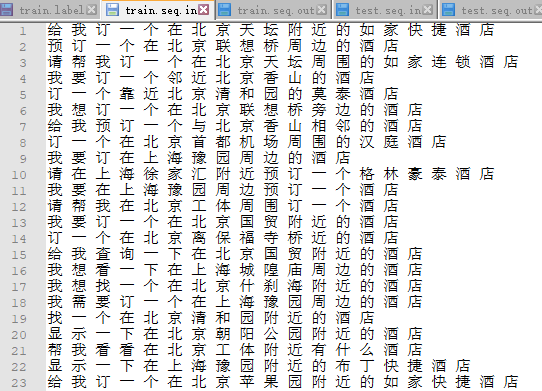 train.label train.seq.in train.seq.out test.seq.in test.seq.out
1 给 我 订 一 个 在 北 京 天 坛 附 近 的 如 家 快 捷 酒 店
2 预 订 一 个 在 北 京 联 想 桥 周 边 的 酒 店
3 请 帮 我 订 一 个 在 北 京 天 坛 周 围 的 如 家 连 锁 酒 店
4 我 要 订 一 个 邻 近 北 京 香 山 的 酒 店
5 订 一 个 靠 近 北 京 清 和 园 的 莫 泰 酒 店
6 我 想 订 一 个 在 北 京 联 想 桥 旁 边 的 酒 店
7 给 我 预 订 一 个 与 北 京 香 山 相 邻 的 酒 店
8 订 一 个 在 北 京 首 都 机 场 周 围 的 汉 庭 酒 店
9 我 要 订 在 上 海 豫 园 周 边 的 酒 店
10 请 在 上 海 徐 家 汇 附 近 预 订 一 个 格 林 豪 泰 酒 店
11 我 要 在 上 海 豫 园 周 边 预 订 一 个 酒 店
12 请 帮 我 在 北 京 工 体 周 围 订 一 个 酒 店
13 我 要 订 一 个 在 北 京 国 贸 附 近 的 酒 店
14 订 一 个 在 北 京 离 保 福 寺 桥 近 的 酒 店
15 给 我 查 询 一 下 在 北 京 国 贸 附 近 的 酒 店
16 我 想 看 一 下 在 上 海 城 隍 庙 周 边 的 酒 店
17 我 想 找 一 个 在 北 京 什 刹 海 附 近 的 酒 店
18 我 需 要 订 一 个 在 上 海 豫 园 周 边 的 酒 店
19 找 一 个 在 北 京 清 和 园 附 近 的 酒 店
20 显 示 一 下 在 北 京 朝 阳 公 园 附 近 的 酒 店
21 帮 我 看 看 在 北 京 工 体 附 近 有 什 么 酒 店
22 显 示 一 下 在 上 海 豫 园 附 近 的 布 丁 快 捷 酒 店
23 给 我 订 一 个 在 北 京 苹 果 园 附 近 的 如 家 快 捷 酒 店